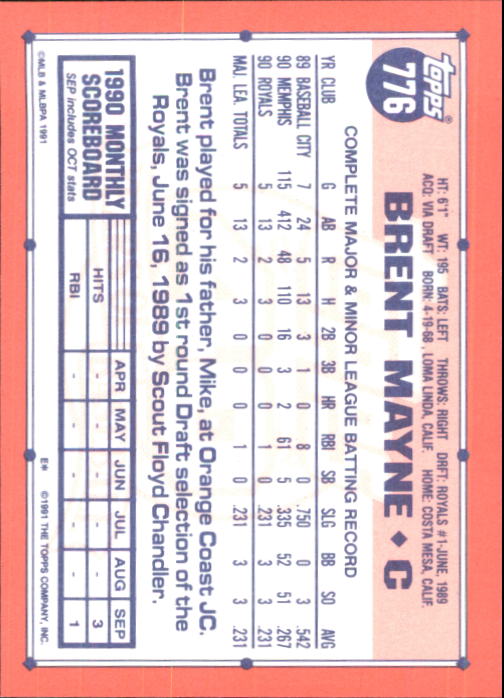 Topps®
776
HT: 6'1" WT: 195 BATS: LEFT THROWS: RIGHT DRFT: ROYALS #1-JUNE, 1989
ACQ: VIA DRAFT BORN: 4-19-68, LOMA LINDA, CALIF. HOME: COSTA MESA, CALIF.
BRENT MAYNE ♦ C
COMPLETE MAJOR & MINOR LEAGUE BATTING RECORD
YR CLUB G AB R H 2B 3B HR RBI SB SLG BB SO AVG
89 BASEBALL CITY 7 24 5 13 3 1 0 8 0 .750 0 3 .542
90 MEMPHIS 115 412 48 110 16 3 2 61 5 .335 52 51 .267
90 ROYALS 5 13 2 3 0 0 0 1 0 .231 3 3 .231
MAJ. LEA. TOTALS 5 13 2 3 0 0 0 1 0 .231 3 3 .231
Brent played for his father, Mike, at Orange Coast JC.
Brent was signed as 1st round Draft selection of the
Royals, June 16, 1989 by Scout Floyd Chandler.
1990 MONTHLY
SCOREBOARD
SEP includes OCT stats
APR MAY JUN JUL AUG SEP
HITS - - - - - 3
RBI - - - - - 1
©MLB & MLBPA 1991
E* ©1991 THE TOPPS COMPANY, INC.